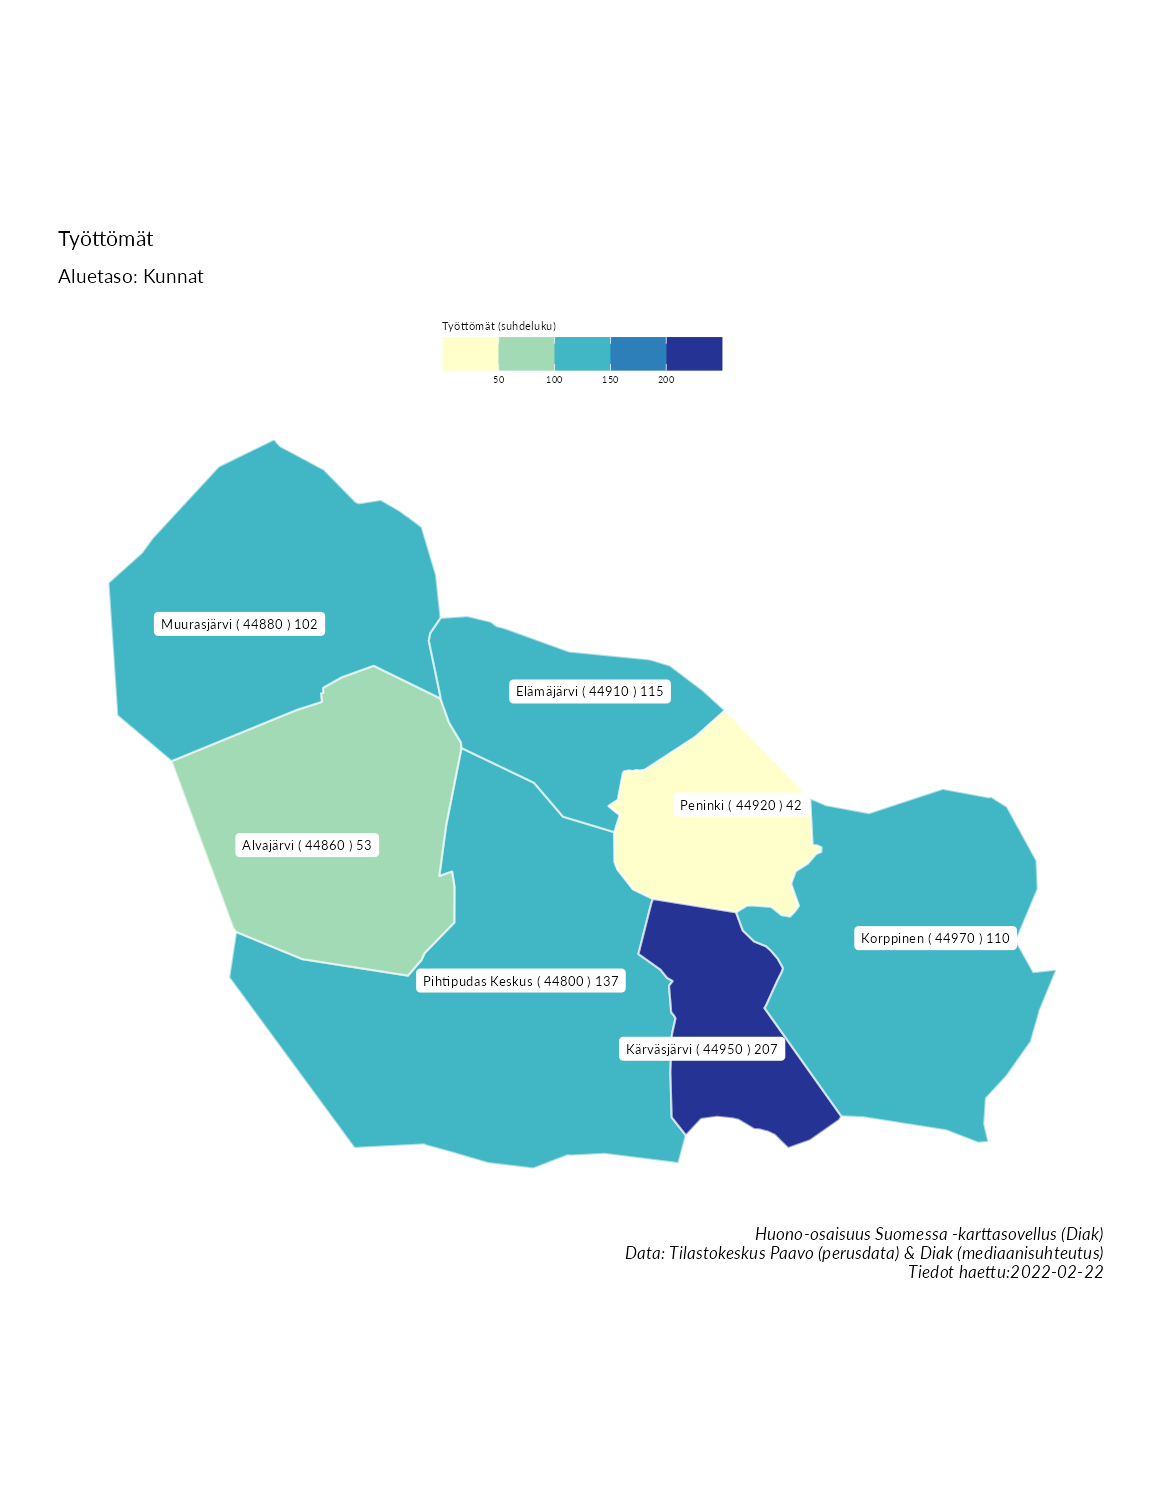 Työttömät
Aluetaso: Kunnat
Työttömät (suhdeluku)
50 100 150 200
Muurasjärvi ( 44880 ) 102
Elämäjärvi ( 44910 ) 115
Peninki ( 44920 ) 42
Alvajärvi ( 44860 ) 53
Korppinen ( 44970 ) 110
Pihtipudas Keskus ( 44800 ) 137
Kärväsjärvi ( 44950 ) 207
Huono-osaisuus Suomessa -karttasovellus (Diak)
Data: Tilastokeskus Paavo (perusdata) & Diak (mediaanisuhteutus)
Tiedot haettu:2022-02-22